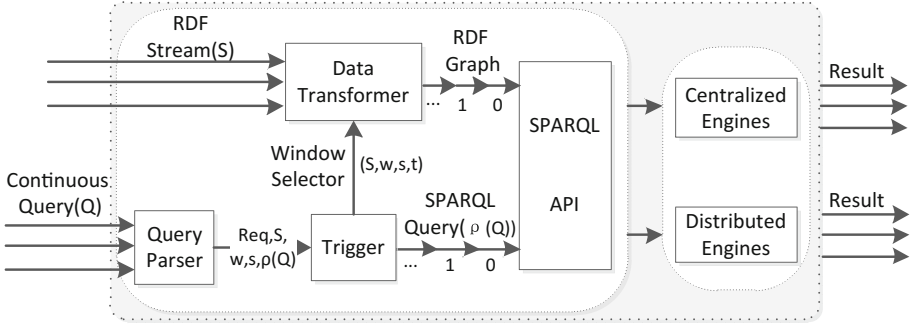 RDF
Stream(S)
Data
Transformer
RDF
Graph
... 1 0
SPARQL
API
Centralized
Engines
Result
Window
Selector
(S,w,s,t)
Continuous
Query(Q)
Query
Parser
Req,S,
w,s,ρ(Q)
Trigger
SPARQL
Query(ρ(Q))
... 1 0
Distributed
Engines
Result